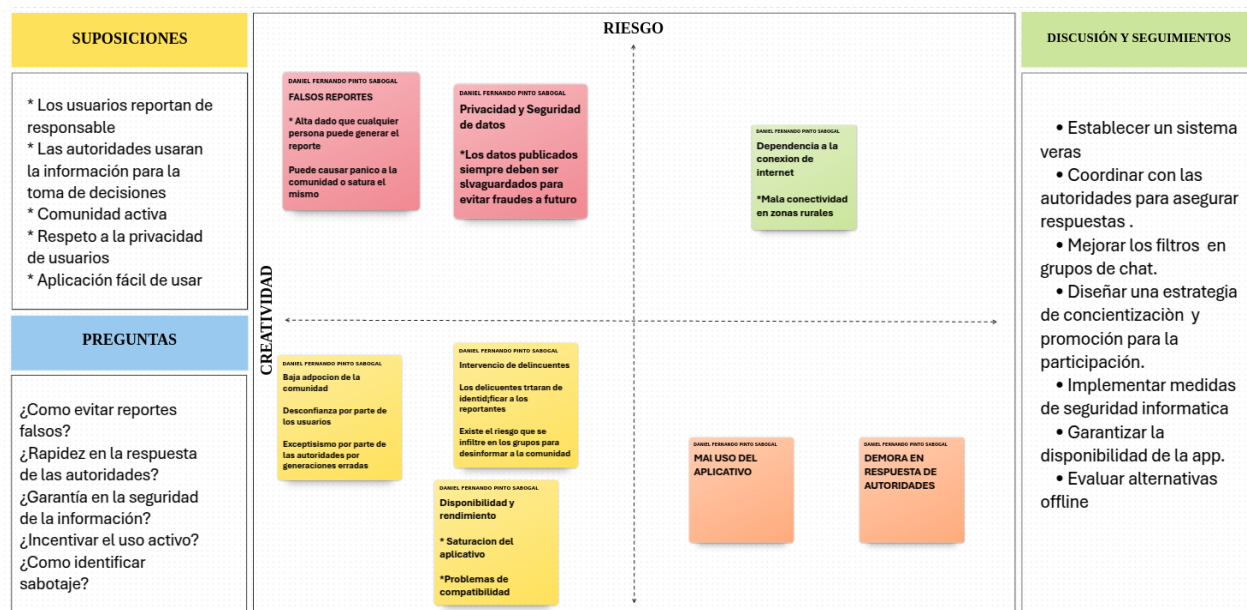 SUPOSICIONES
* Los usuarios reportan de
responsable
* Las autoridades usaran
la información para la
toma de decisiones
* Comunidad activa
* Respeto a la privacidad
de usuarios
* Aplicación fácil de usar
PREGUNTAS
¿Como evitar reportes
falsos?
¿Rapidez en la respuesta
de las autoridades?
¿Garantía en la seguridad
de la información?
¿Incentivar el uso activo?
¿Como identificar
sabotaje?
RIESGO
CREATIVIDAD
DANIEL FERNANDO PINTO SABOGAL
FALSOS REPORTES
* Alta dado que cualquier
persona puede generar el
reporte
Puede causar panico a la
comunidad o satura el
mismo
DANIEL FERNANDO PINTO SABOGAL
Privacidad y Seguridad
de datos
*Los datos publicados
siempre deben ser
slvaguardados para
evitar fraudes a futuro
DANIEL FERNANDO PINTO SABOGAL
Dependencia a la
conexion de
internet
*Mala conectividad
en zonas rurales
DANIEL FERNANDO PINTO SABOGAL
Baja adpocion de la
comunidad
Desconfianza por parte de
los usuarios
Exceptisismo por parte de
las autoridades por
generaciones erradas
DANIEL FERNANDO PINTO SABOGAL
Intervencio de delincuentes
Los delicuentes trtaran de
identid¡ficar a los
reportantes
Existe el riesgo que se
infiltre en los grupos para
desinformar a la comunidad
DANIEL FERNANDO PINTO SABOGAL
Disponibilidad y
rendimiento
* Saturacion del
aplicativo
*Problemas de
compatibilidad
DANIEL FERNANDO PINTO SABOGAL
MAl USO DEL
APLICATIVO
DANIEL FERNANDO PINTO SABOGAL
DEMORA EN
RESPUESTA DE
AUTORIDADES
DISCUSIÓN Y SEGUIMIENTOS
• Establecer un sistema
veras
• Coordinar con las
autoridades para asegurar
respuestas .
• Mejorar los filtros en
grupos de chat.
• Diseñar una estrategia
de concientizaciòn y
promoción para la
participación.
• Implementar medidas
de seguridad informatica
• Garantizar la
disponibilidad de la app.
• Evaluar alternativas
offline